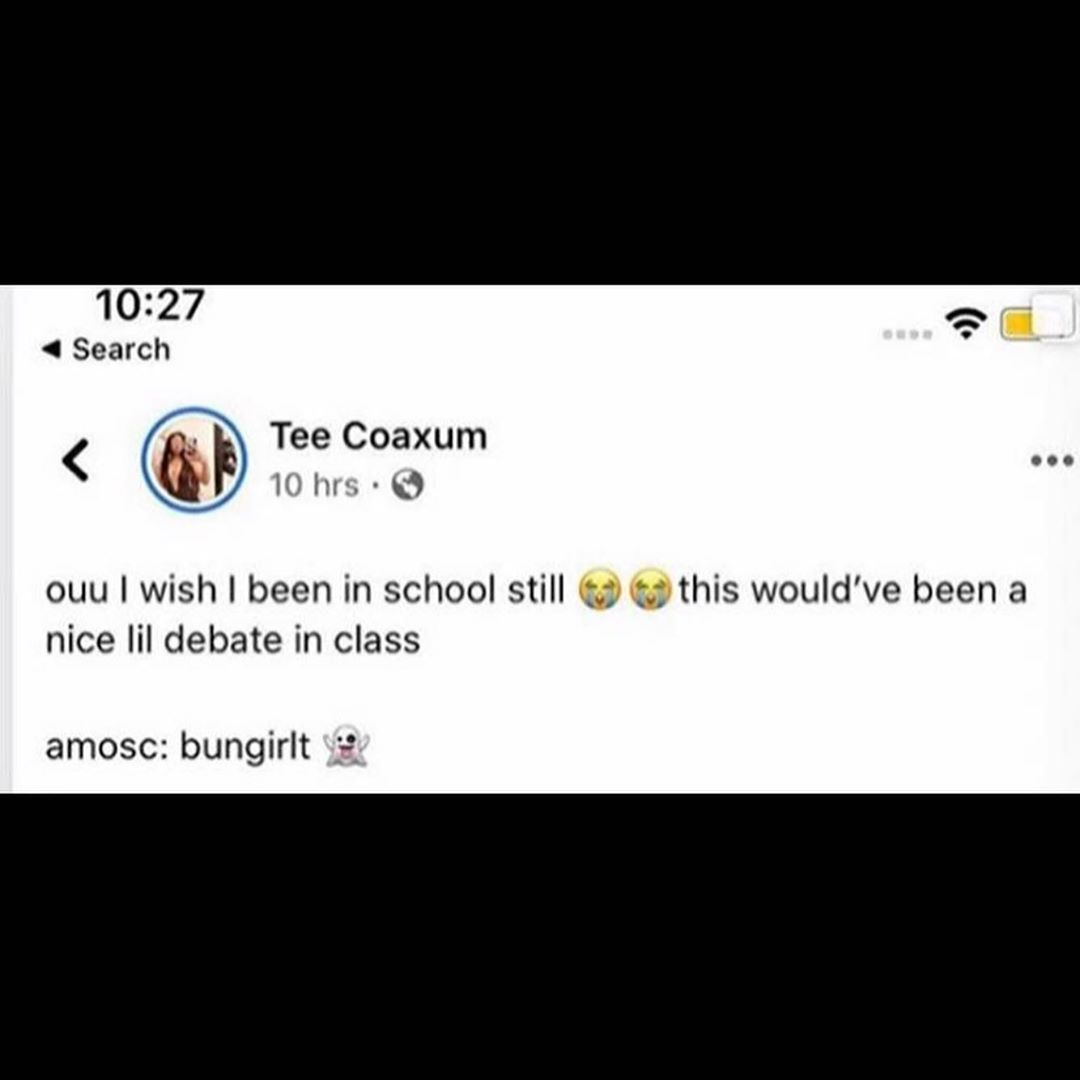 10:27
◀ Search
Tee Coaxum
10 hrs ·
ouu I wish I been in school still 😭😭this would've been a
nice lil debate in class
amosc: bungirlt 👻